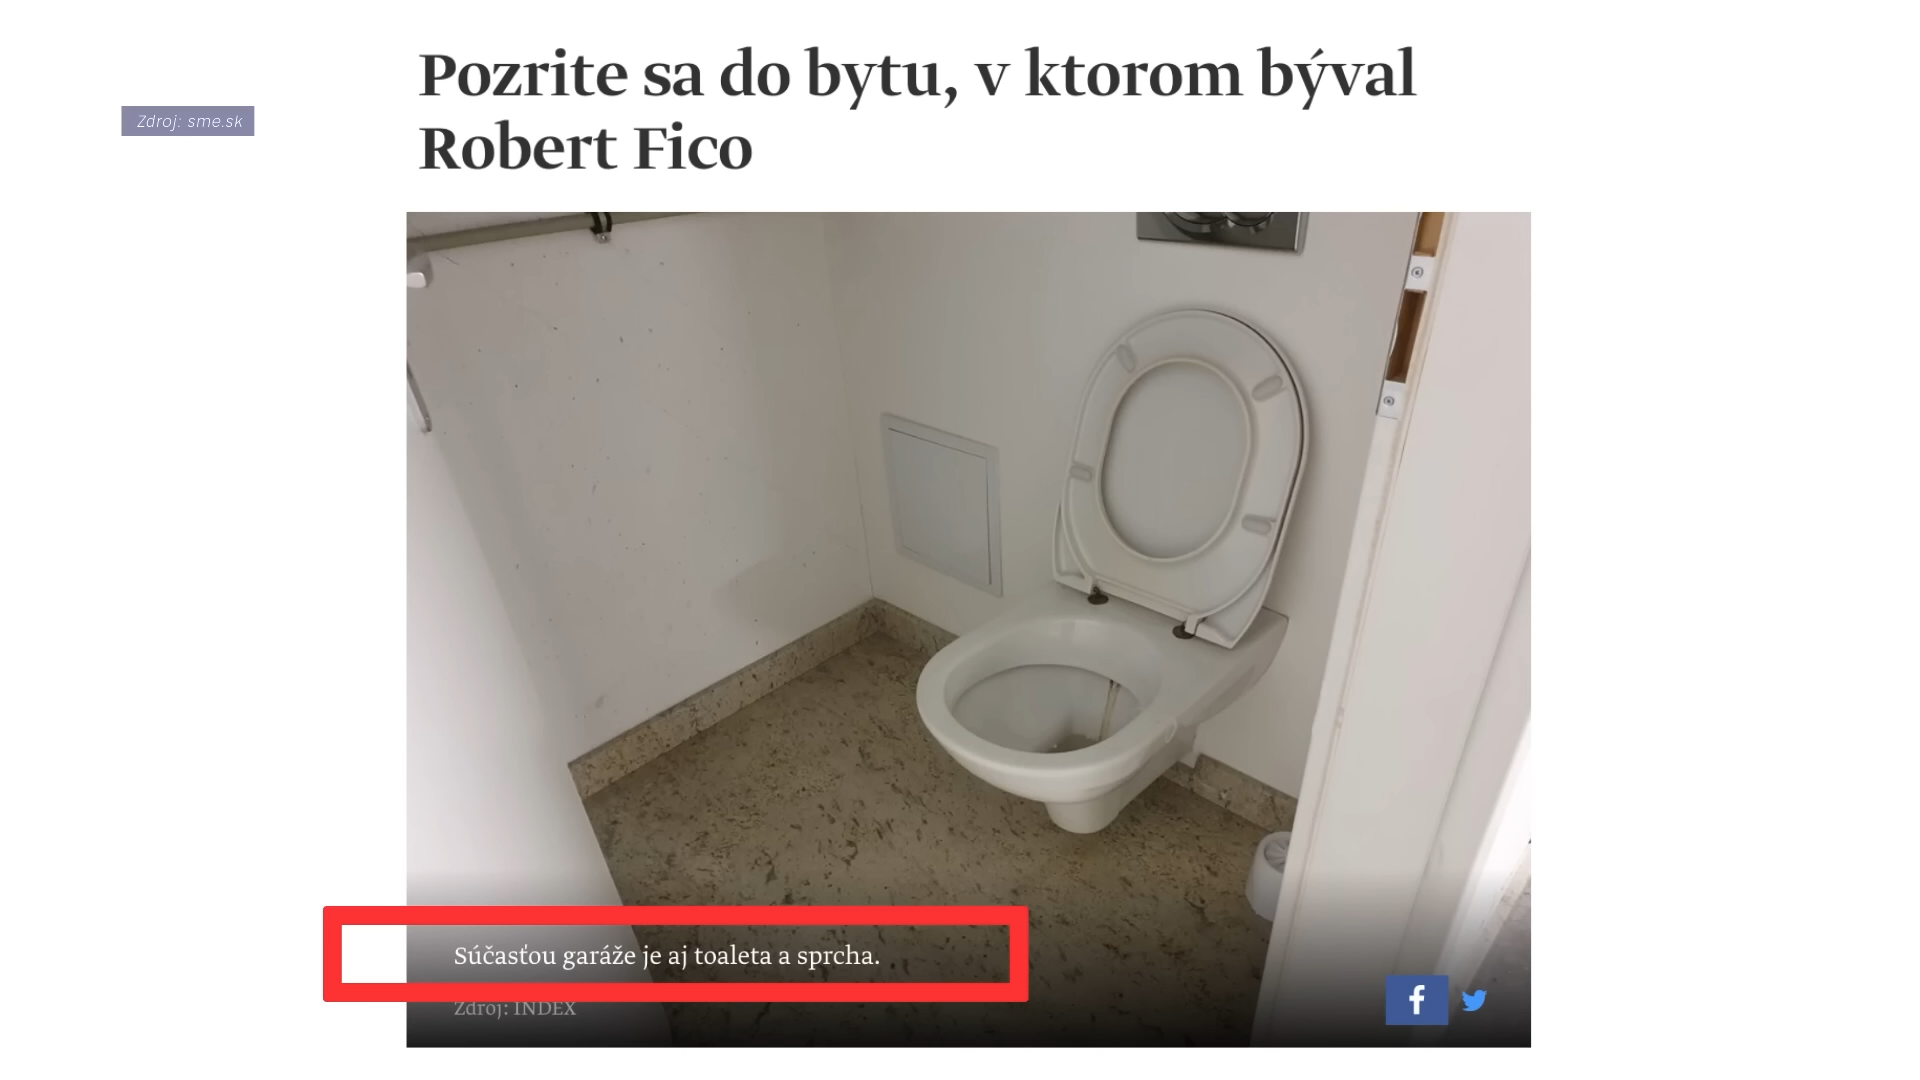 Pozrite sa do bytu, v ktorom býval
Robert Fico
Zdroj: sme.sk
Súčasťou garáže je aj toaleta a sprcha.
Zdroj: INDEX